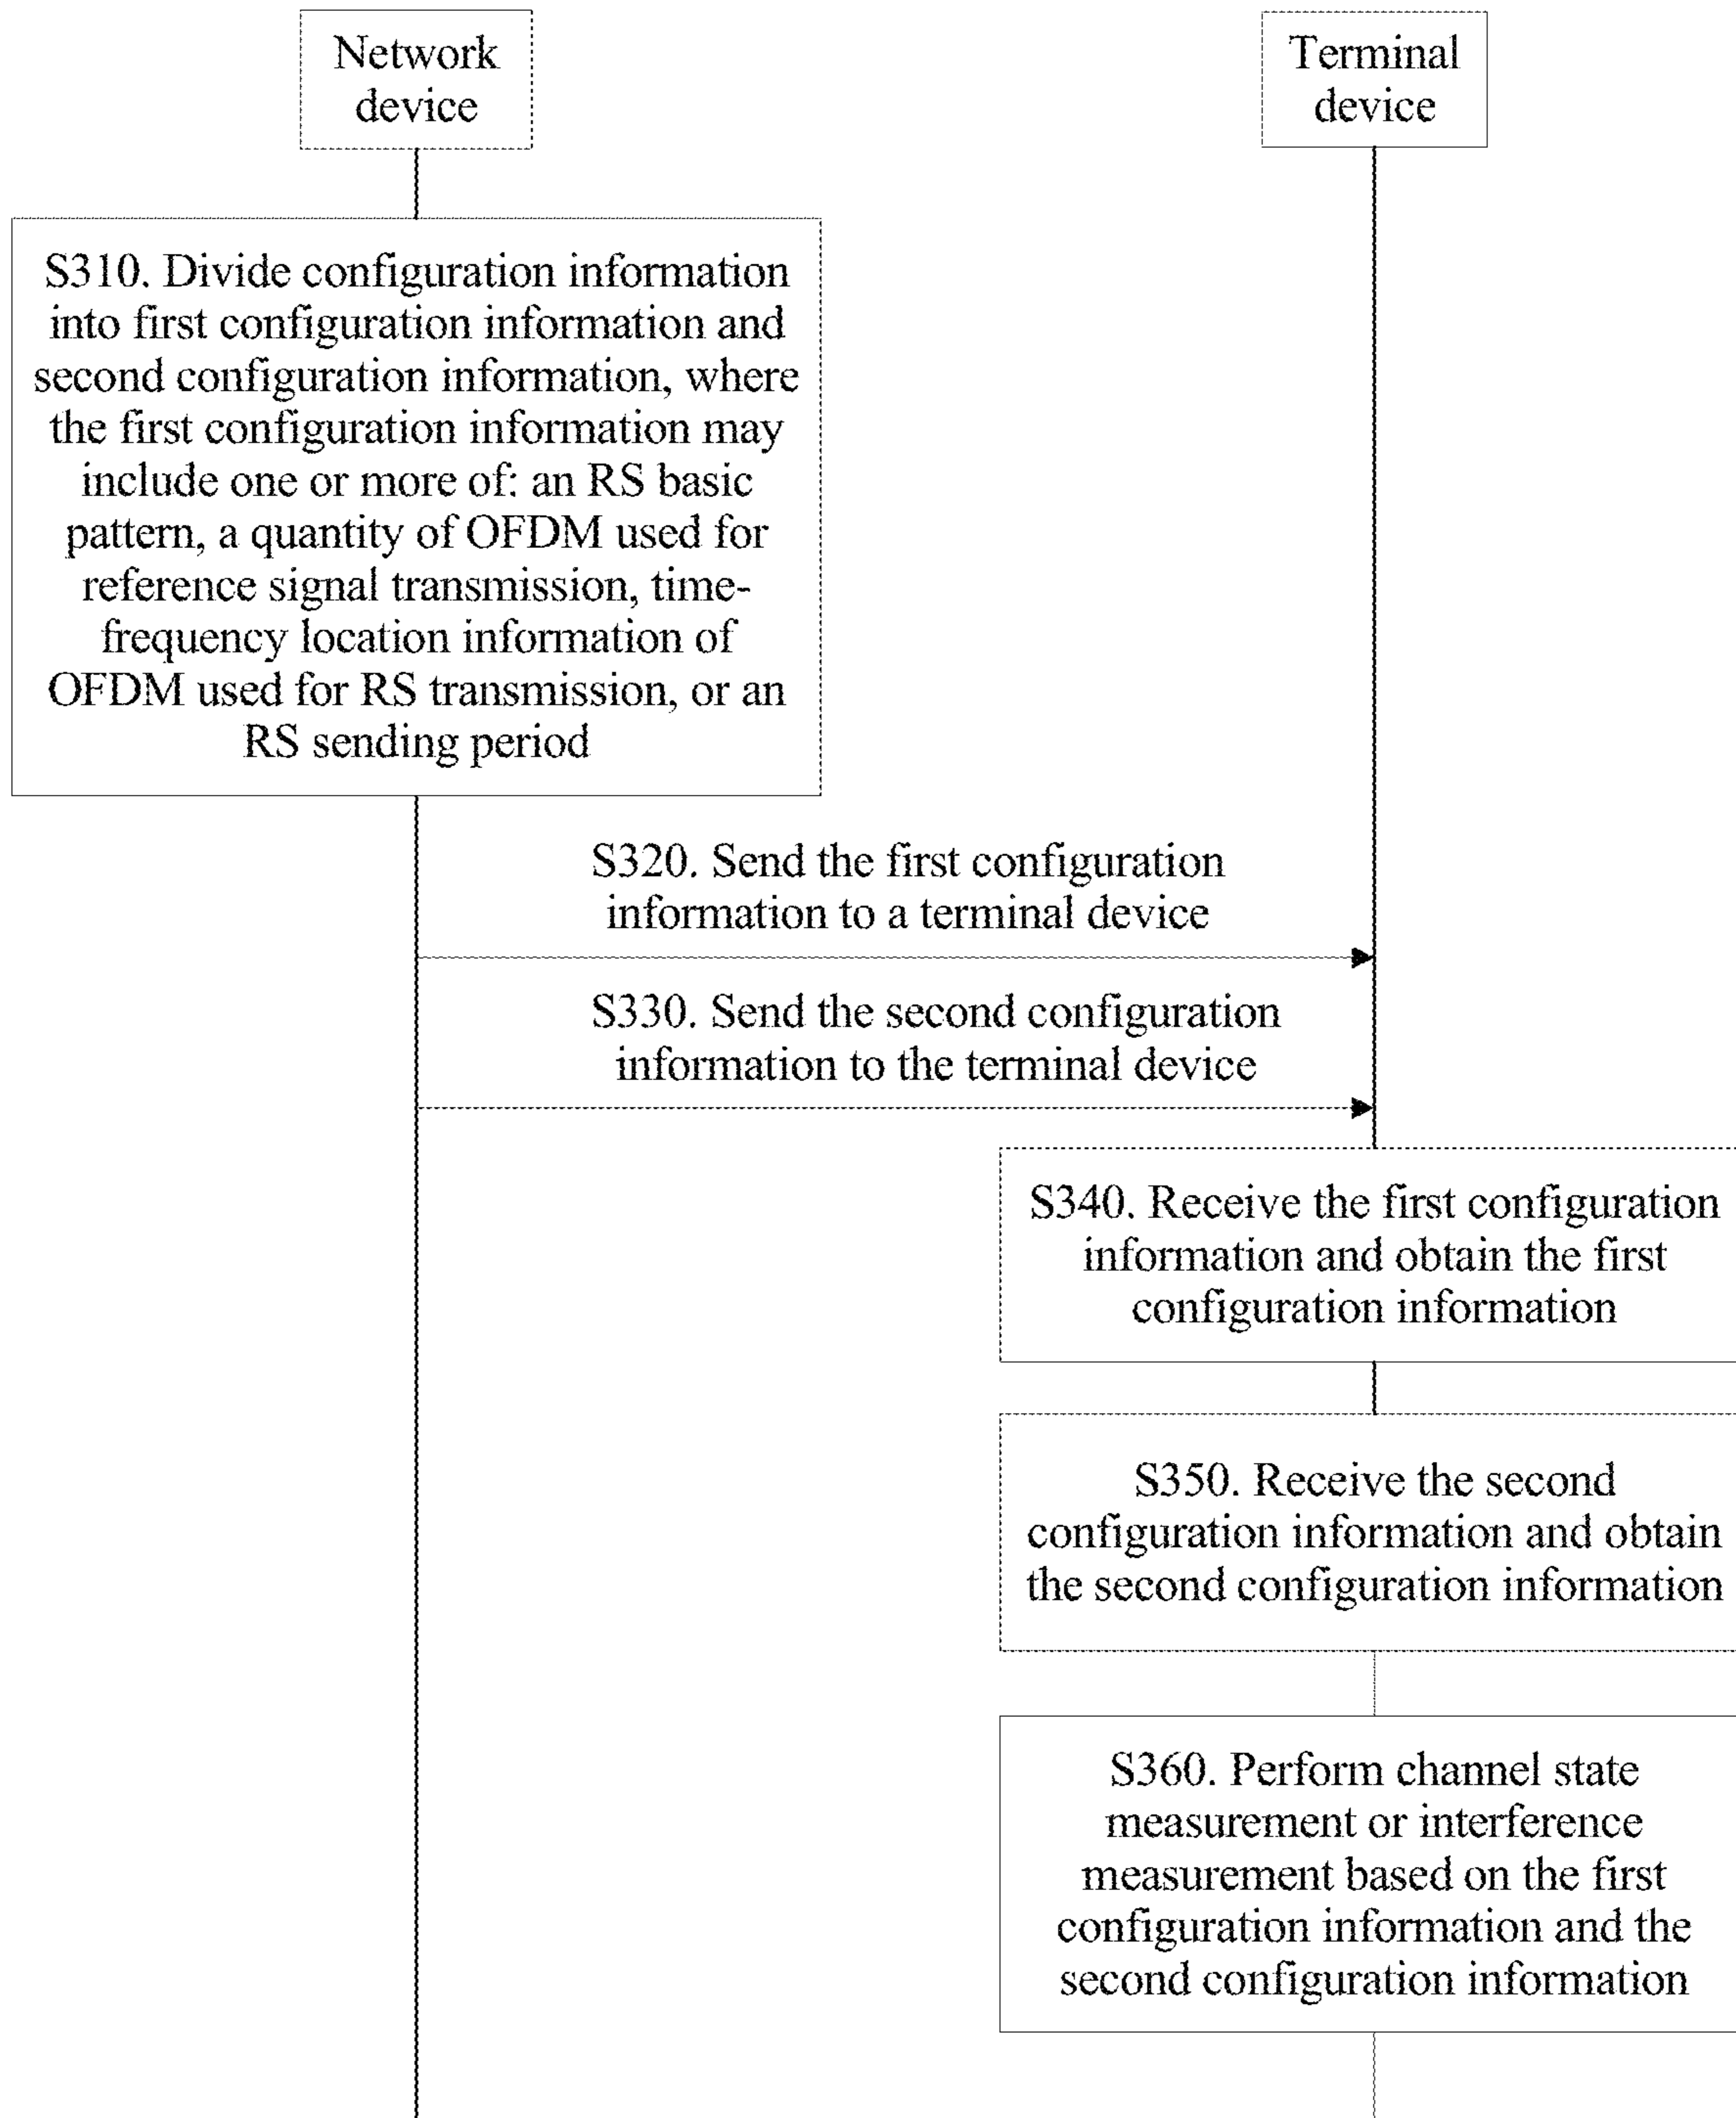 Network
device
Terminal
device
S310. Divide configuration information
into first configuration information and
second configuration information, where
the first configuration information may
include one or more of: an RS basic
pattern, a quantity of OFDM used for
reference signal transmission, time-
frequency location information of
OFDM used for RS transmission, or an
RS sending period
S320. Send the first configuration
information to a terminal device
S330. Send the second configuration
information to the terminal device
S340. Receive the first configuration
information and obtain the first
configuration information
S350. Receive the second
configuration information and obtain
the second configuration information
S360. Perform channel state
measurement or interference
measurement based on the first
configuration information and the
second configuration information